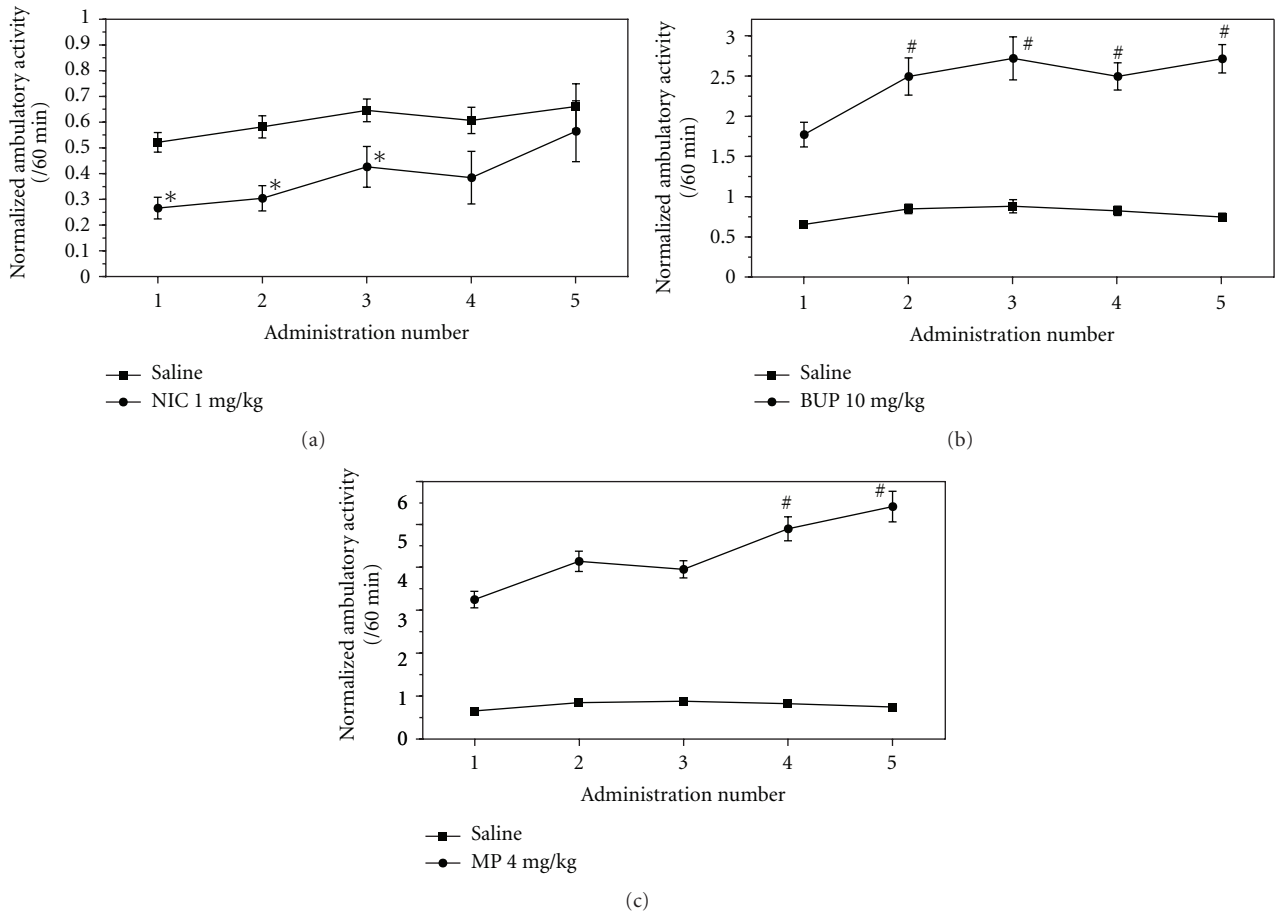 Normalized ambulatory activity
(/60 min)
1
0.9
0.8
0.7
0.6
0.5
0.4
0.3
0.2
0.1
0
*
*
*
1 2 3 4 5
Administration number
Saline
NIC 1 mg/kg
(a)
Normalized ambulatory activity
(/60 min)
3
2.5
2
1.5
1
0.5
0
#
#
#
#
1 2 3 4 5
Administration number
Saline
BUP 10 mg/kg
(b)
Normalized ambulatory activity
(/60 min)
6
5
4
3
2
1
0
#
#
1 2 3 4 5
Administration number
Saline
MP 4 mg/kg
(c)